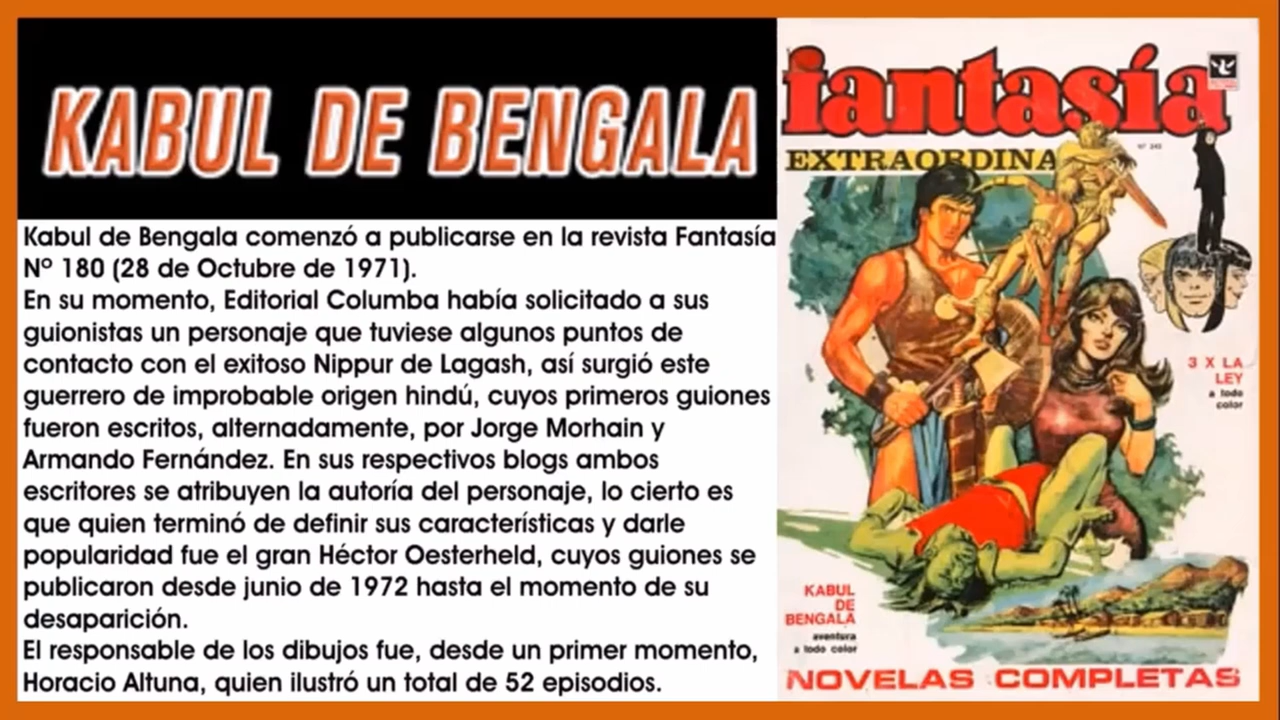 KABUL DE BENGALA
Kabul de Bengala comenzó a publicarse en la revista Fantasía
Nº 180 (28 de Octubre de 1971).
En su momento, Editorial Columba había solicitado a sus
guionistas un personaje que tuviese algunos puntos de
contacto con el exitoso Nippur de Lagash, así surgió este
guerrero de improbable origen hindú, cuyos primeros guiones
fueron escritos, alternadamente, por Jorge Morhain y
Armando Fernández. En sus respectivos blogs ambos
escritores se atribuyen la autoría del personaje, lo cierto es
que quien terminó de definir sus características y darle
popularidad fue el gran Héctor Oesterheld, cuyos guiones se
publicaron desde junio de 1972 hasta el momento de su
desaparición.
El responsable de los dibujos fue, desde un primer momento,
Horacio Altuna, quien ilustró un total de 52 episodios.
fantasía
EXTRAORDINA
3 X LA
LEY
a todo
color
KABUL
DE
BENGALA
aventura
a todo color
NOVELAS COMPLETAS